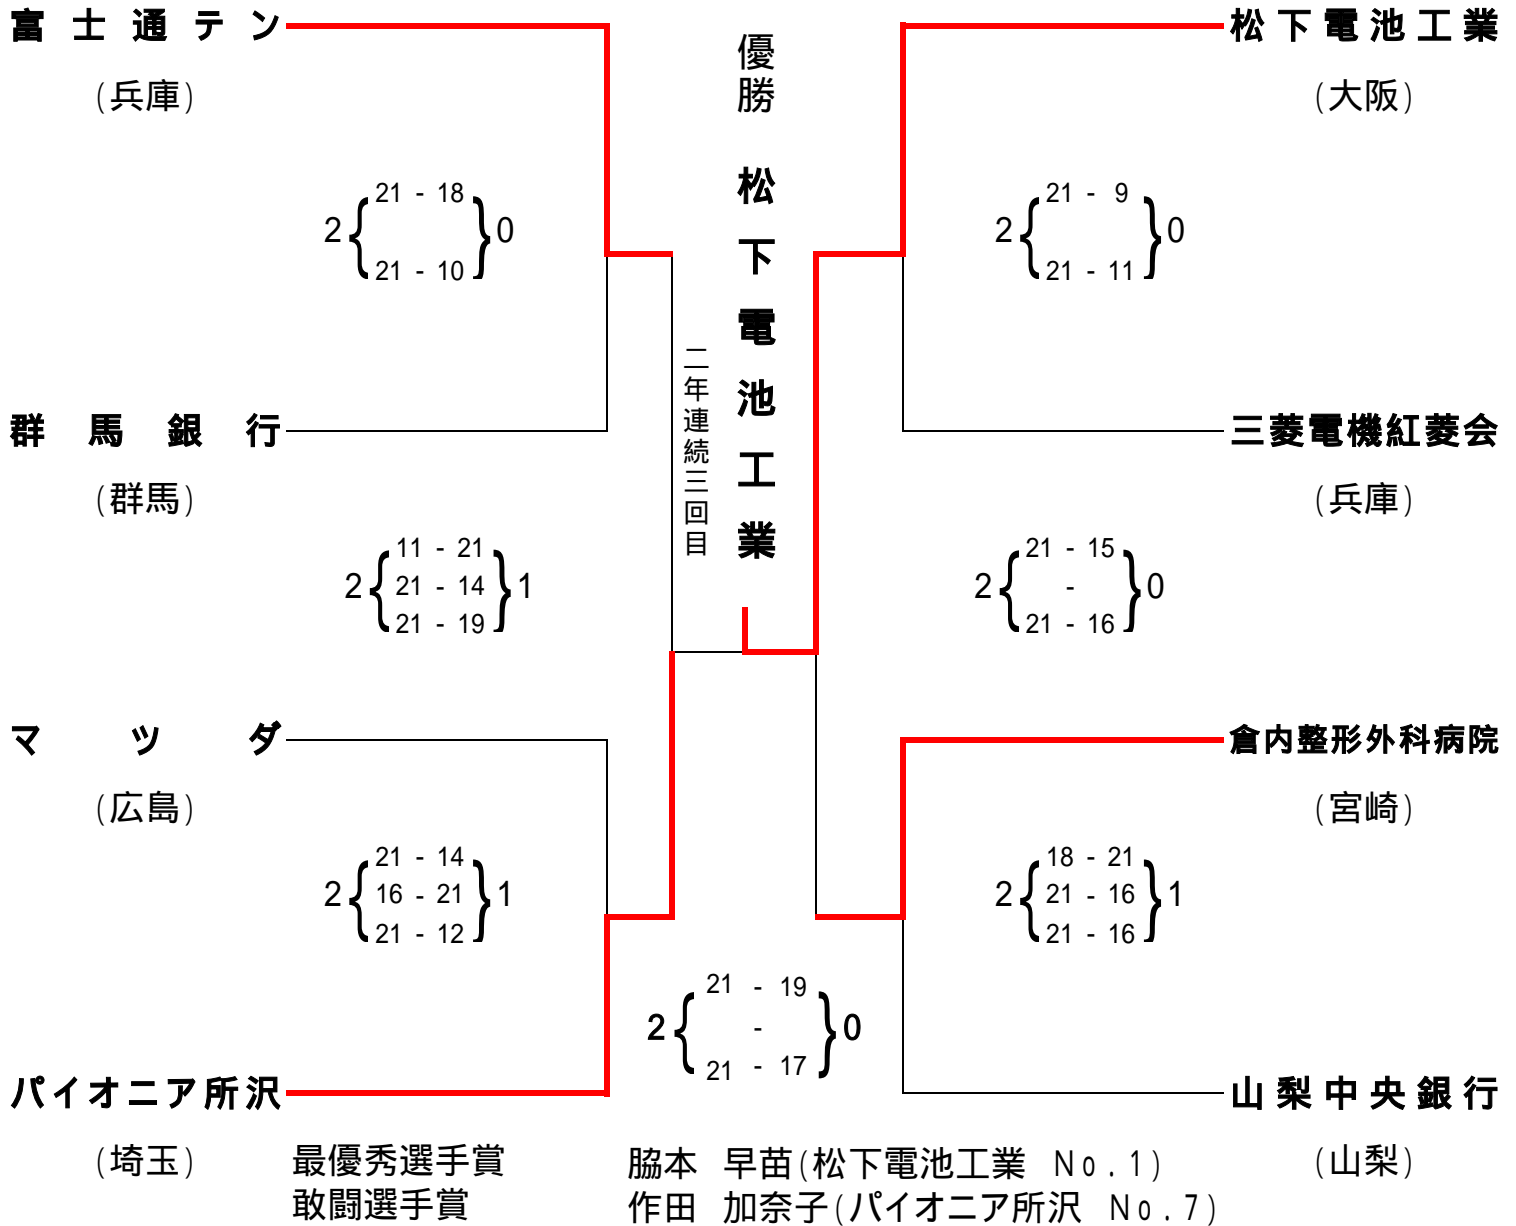 富士通テン
(兵庫)
2 { 21 - 18
21 - 10 } 0
群馬銀行
(群馬)
2 { 11 - 21
21 - 14
21 - 19 } 1
マツダ
(広島)
2 { 21 - 14
16 - 21
21 - 12 } 1
パイオニア所沢
(埼玉)
優勝 松下電池工業
二年連続三回目
松下電池工業
(大阪)
2 { 21 - 9
21 - 11 } 0
三菱電機紅菱会
(兵庫)
2 { 21 - 15
-
21 - 16 } 0
倉内整形外科病院
(宮崎)
2 { 18 - 21
21 - 16
21 - 16 } 1
山梨中央銀行
(山梨)
2 { 21 - 19
-
21 - 17 } 0
最優秀選手賞 脇本 早苗(松下電池工業 No.1)
敢闘選手賞 作田 加奈子(パイオニア所沢 No.7)